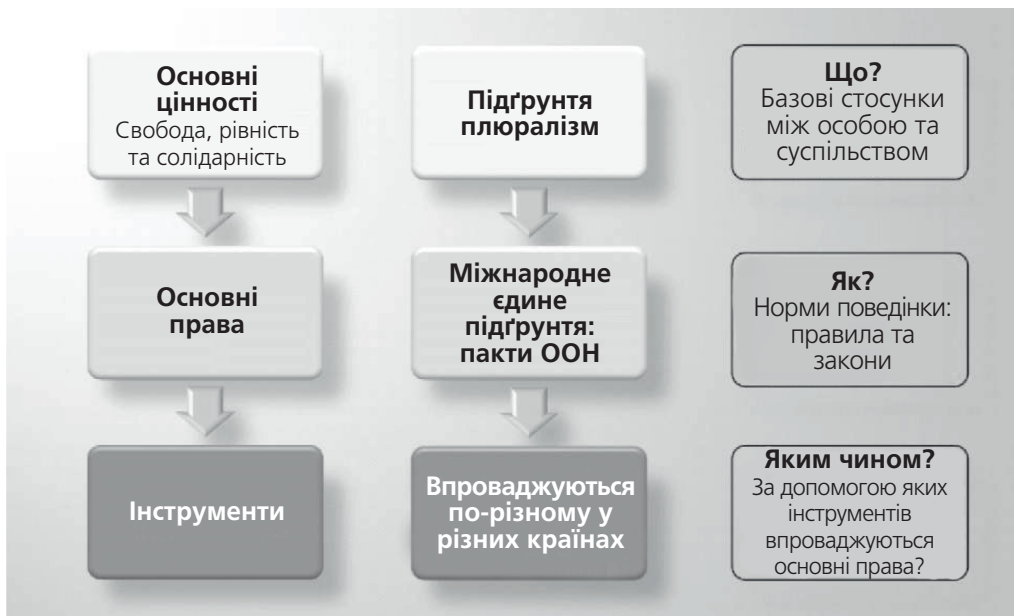 Основні
цінності
Свобода, рівність
та солідарність
Підґрунтя
плюралізм
Що?
Базові стосунки
між особою та
суспільством
Основні
права
Міжнародне
єдине
підґрунтя:
пакти ООН
Як?
Норми поведінки:
правила та
закони
Інструменти
Впроваджуються
по-різному у
різних країнах
Яким чином?
За допомогою яких
інструментів
впроваджуються
основні права?